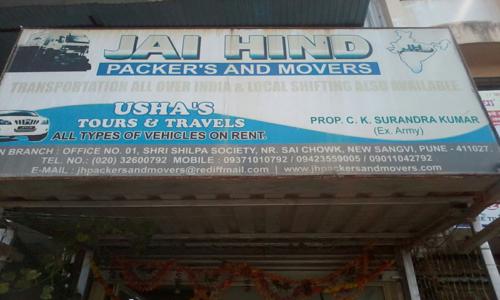 JAI HIND
PACKER'S AND MOVERS
TRANSPORTATION ALL OVER INDIA & LOCAL SHIFTING ALSO AVAILABLE.
USHA'S
TOURS & TRAVELS
ALL TYPES OF VEHICLES ON RENT.
PROP. C. K. SURANDRA KUMAR
(Ex. Army)
N BRANCH : OFFICE NO. 01, SHRI SHILPA SOCIETY, NR. SAI CHOWK, NEW SANGVI, PUNE - 411027.
TEL. NO.: (020) 32600792 MOBILE : 09371010792 / 09423559005 / 09011042792
E-MAIL : jhpackersandmovers@rediffmail.com | www.jhpackersandmovers.com